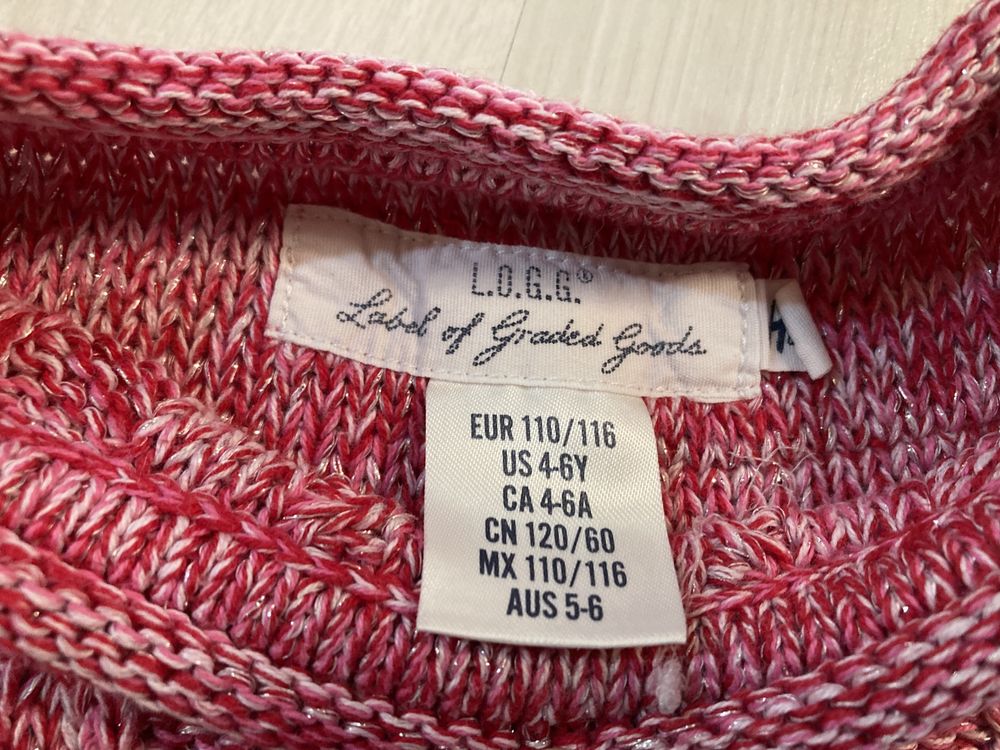 L.O.G.G.®
Label of Graded Goods
EUR 110/116
US 4-6Y
CA 4-6A
CN 120/60
MX 110/116
AUS 5-6